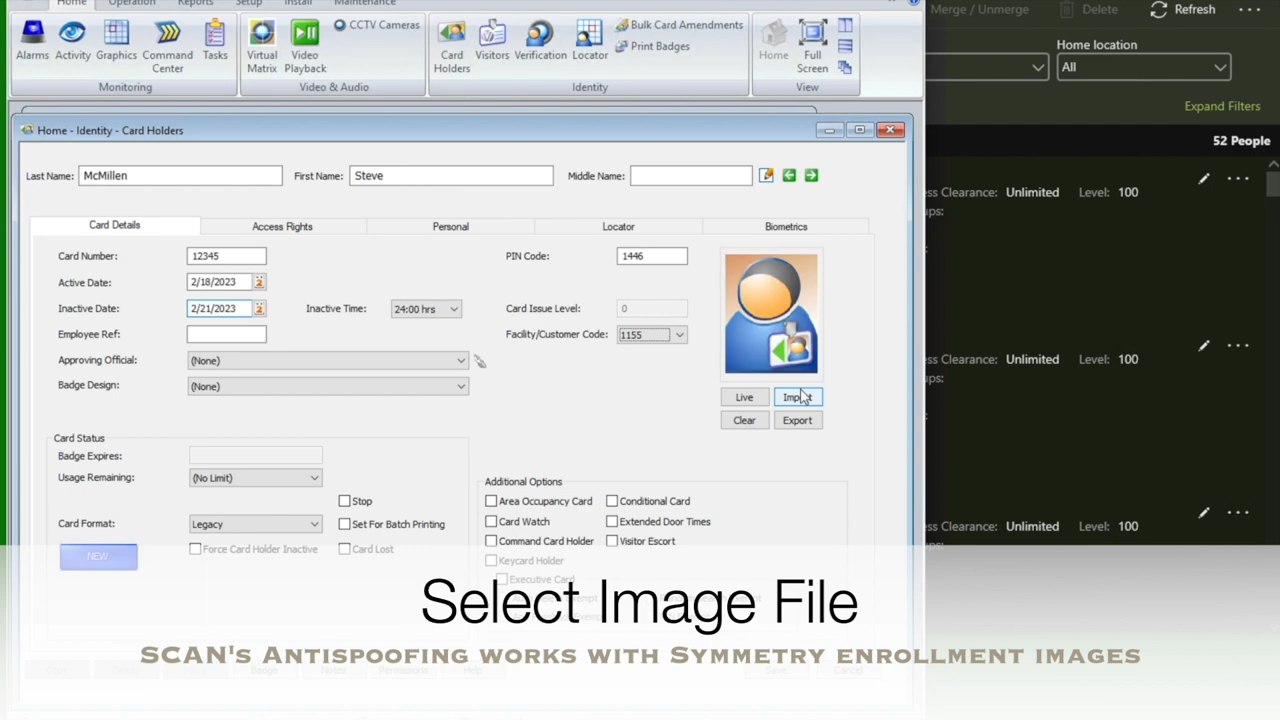 Home Operation Reports Setup Install Maintenance
Merge / Unmerge Delete Refresh
Alarms Activity Graphics Command Center Tasks
CCTV Cameras
Virtual Matrix Video Playback
Card Holders Visitors Verification Locator
Bulk Card Amendments
Print Badges
Home Full Screen
Monitoring Video & Audio Identity View
Home location
All
Expand Filters
52 People
Home - Identity - Card Holders
Last Name: McMillen First Name: Steve Middle Name:
Card Details Access Rights Personal Locator Biometrics
Card Number: 12345 PIN Code: 1446
Active Date: 2/18/2023
Inactive Date: 2/21/2023 Inactive Time: 24:00 hrs Card Issue Level: 0
Employee Ref: Facility/Customer Code: 1155
Approving Official: (None)
Badge Design: (None)
Live Import
Clear Export
Card Status
Badge Expires:
Usage Remaining: (No Limit)
Stop
Card Format: Legacy Set For Batch Printing
Force Card Holder Inactive Card Lost
NEW
Additional Options
Area Occupancy Card Conditional Card
Card Watch Extended Door Times
Command Card Holder Visitor Escort
Keycard Holder
Executive Card
Clearance: Unlimited Level: 100
Clearance: Unlimited Level: 100
Clearance: Unlimited Level: 100
Select Image File
SCAN's Antispoofing works with Symmetry enrollment images